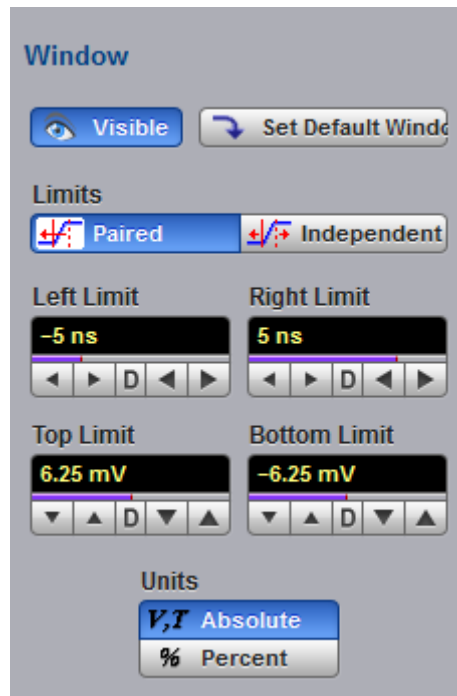 Window
Visible
Set Default Windo
Limits
Paired
Independent
Left Limit
Right Limit
−5 ns
5 ns
D
D
Top Limit
Bottom Limit
6.25 mV
−6.25 mV
D
D
Units
V,T Absolute
% Percent